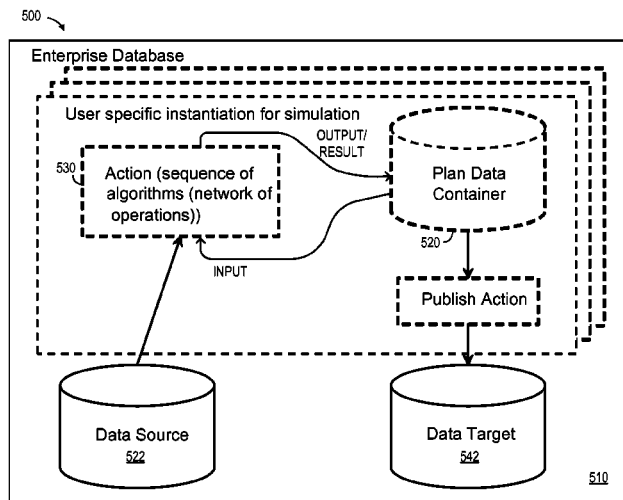 500
Enterprise Database
User specific instantiation for simulation
OUTPUT/
RESULT
530
Action (sequence of
algorithms (network of
operations))
Plan Data
Container
520
INPUT
Publish Action
Data Source
522
Data Target
542
510